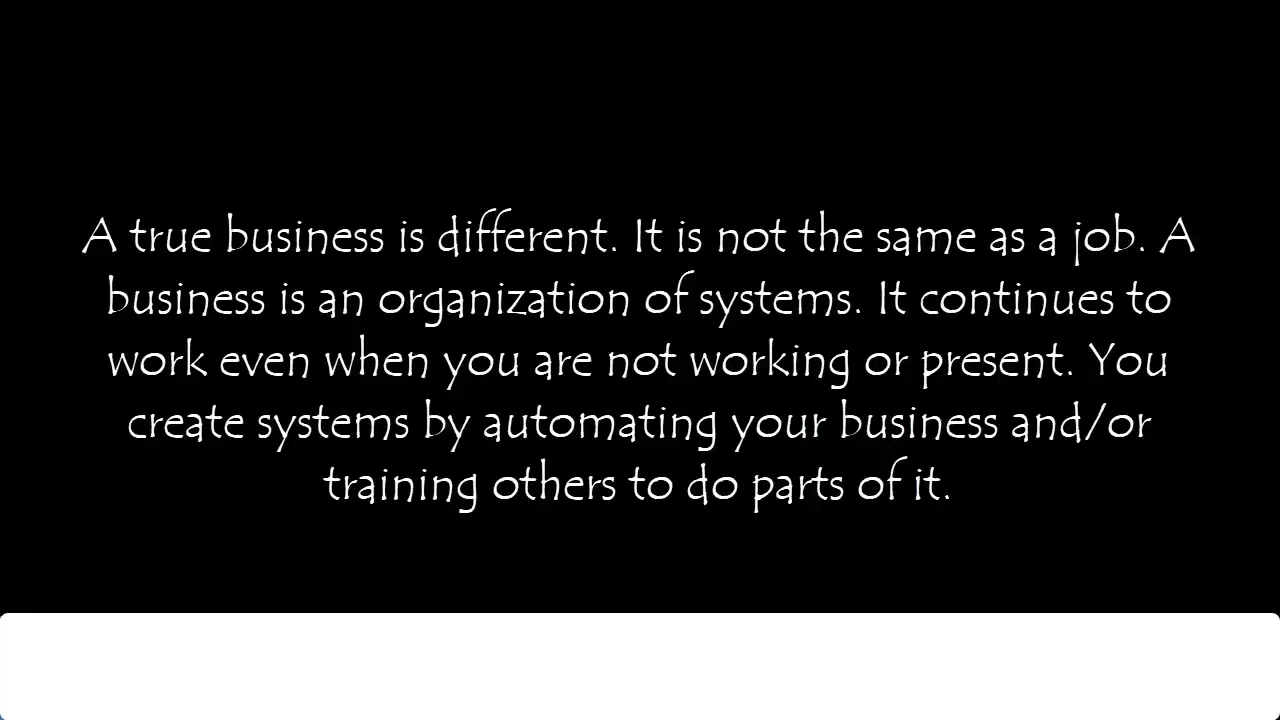 A true business is different. It is not the same as a job. A
business is an organization of systems. It continues to
work even when you are not working or present. You
create systems by automating your business and/or
training others to do parts of it.